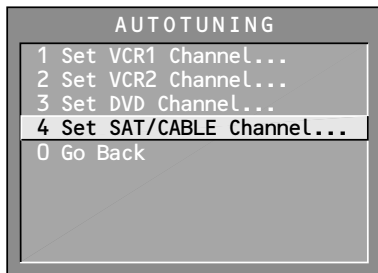 AUTOTUNING
1 Set VCR1 Channel...
2 Set VCR2 Channel...
3 Set DVD Channel...
4 Set SAT/CABLE Channel...
0 Go Back